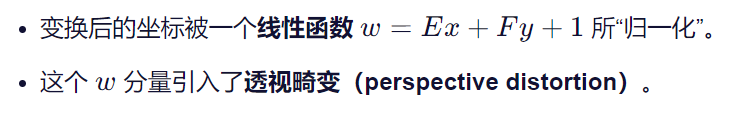 • 变换后的坐标被一个线性函数 w = Ex + Fy + 1 所“归一化”。
• 这个 w 分量引入了透视畸变（perspective distortion）。